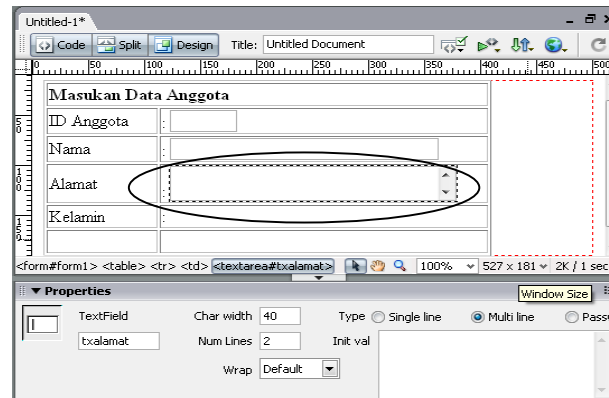 Untitled-1*
Code Split Design Title: Untitled Document
0 50 100 150 200 250 300 350 400 450 500
Masukan Data Anggota
ID Anggota :
Nama :
Alamat :
Kelamin :
<form#form1> <table> <tr> <td> <textarea#txalamat> 100% 527 x 181 2K / 1 sec
Window Size
Properties
TextField Char width 40 Type Single line Multi line Pass
txalamat Num Lines 2 Init val
Wrap Default